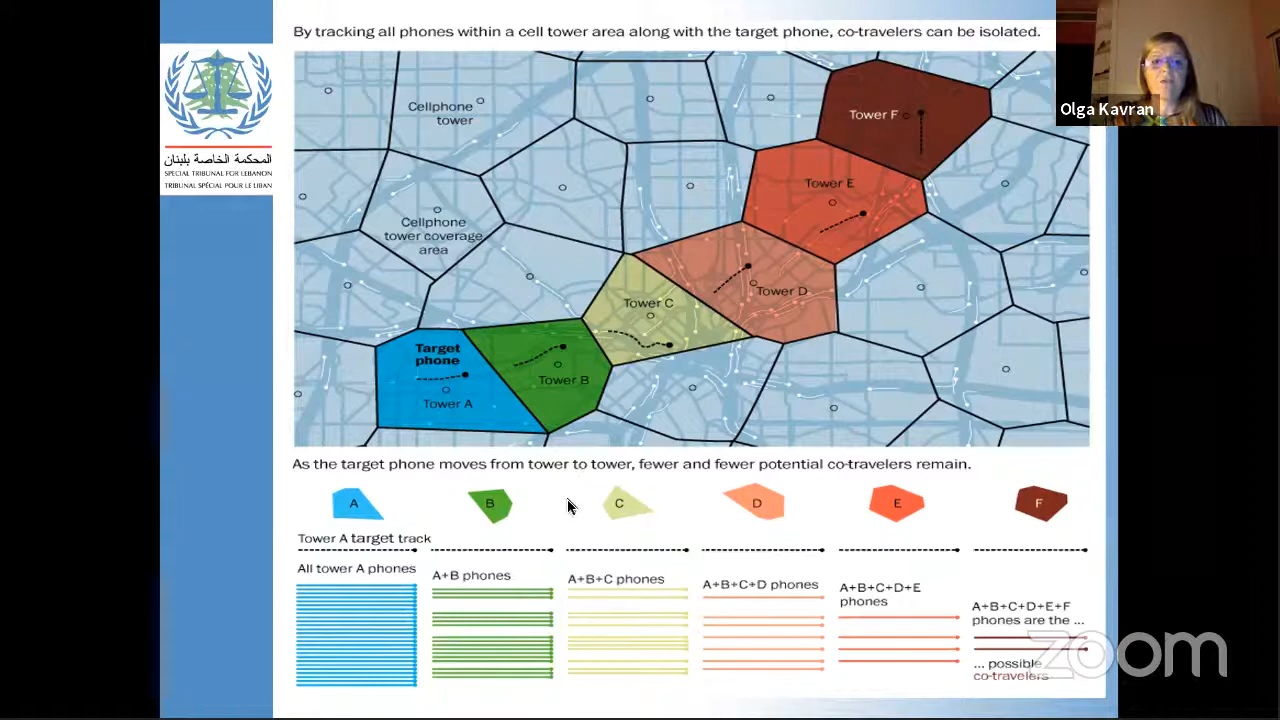 By tracking all phones within a cell tower area along with the target phone, co-travelers can be isolated.
المحكمة الخاصة بلبنان
SPECIAL TRIBUNAL FOR LEBANON
TRIBUNAL SPÉCIAL POUR LE LIBAN
Olga Kavran
Cellphone
tower
Tower F
Tower E
Cellphone
tower coverage
area
Tower D
Tower C
Target
phone
Tower B
Tower A
As the target phone moves from tower to tower, fewer and fewer potential co-travelers remain.
A B C D E F
Tower A target track
All tower A phones
A+B phones
A+B+C phones
A+B+C+D phones
A+B+C+D+E
phones
A+B+C+D+E+F
phones are the ...
... possible
co-travelers
zoom